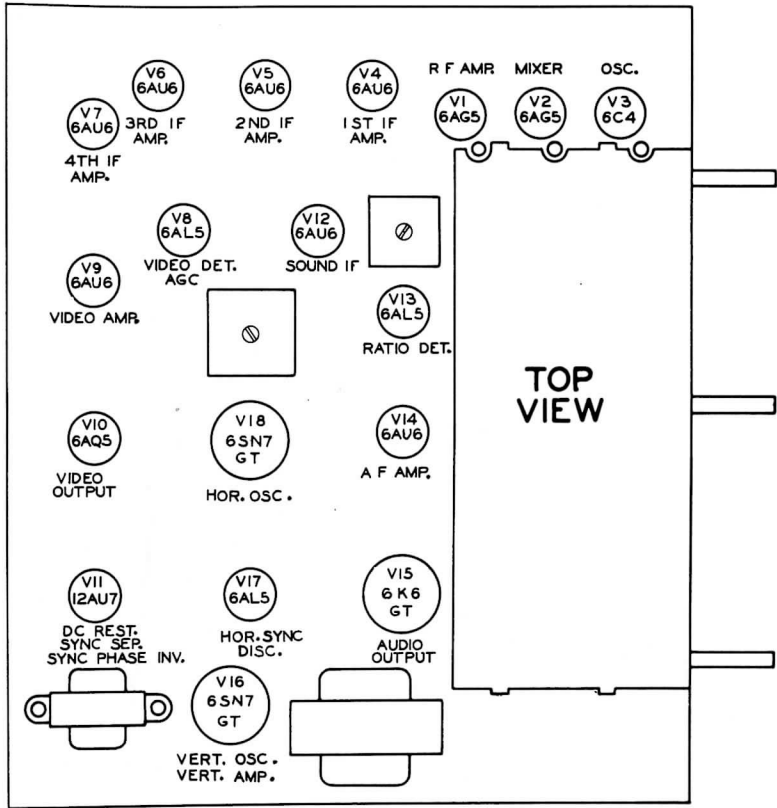 R F AMP.
MIXER
OSC.
V6
6AU6
3RD IF
AMP.
V5
6AU6
2ND IF
AMP.
V4
6AU6
1ST IF
AMP.
V1
6AG5
V2
6AG5
V3
6C4
V7
6AU6
4TH IF
AMP.
V8
6AL5
VIDEO DET.
AGC
V12
6AU6
SOUND IF
V9
6AU6
VIDEO AMP.
V13
6AL5
RATIO DET.
TOP
VIEW
V10
6AQ5
VIDEO
OUTPUT
V18
6SN7
GT
HOR. OSC.
V14
6AU6
A F AMP.
V11
12AU7
DC REST.
SYNC SEP.
SYNC PHASE INV.
V17
6AL5
HOR. SYNC
DISC.
V15
6K6
GT
AUDIO
OUTPUT
V16
6SN7
GT
VERT. OSC.
VERT. AMP.